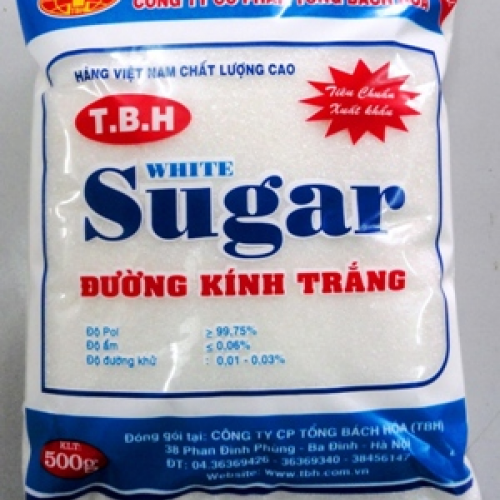 CÔNG TY CỔ PHẦN TỔNG BÁCH HÓA
HÀNG VIỆT NAM CHẤT LƯỢNG CAO
Tiêu Chuẩn
Xuất khẩu
T.B.H
WHITE
Sugar
ĐƯỜNG KÍNH TRẮNG
Độ Pol ≥ 99,75%
Độ ẩm ≤ 0,06%
Độ đường khử : 0,01 - 0,03%
Đóng gói tại: CÔNG TY CP TỔNG BÁCH HÓA (TBH)
38 Phan Đình Phùng - Ba Đình - Hà Nội
ĐT: 04.36369426 - 36369340 - 38456147
Website: www.tbh.com.vn
KLT:
500g